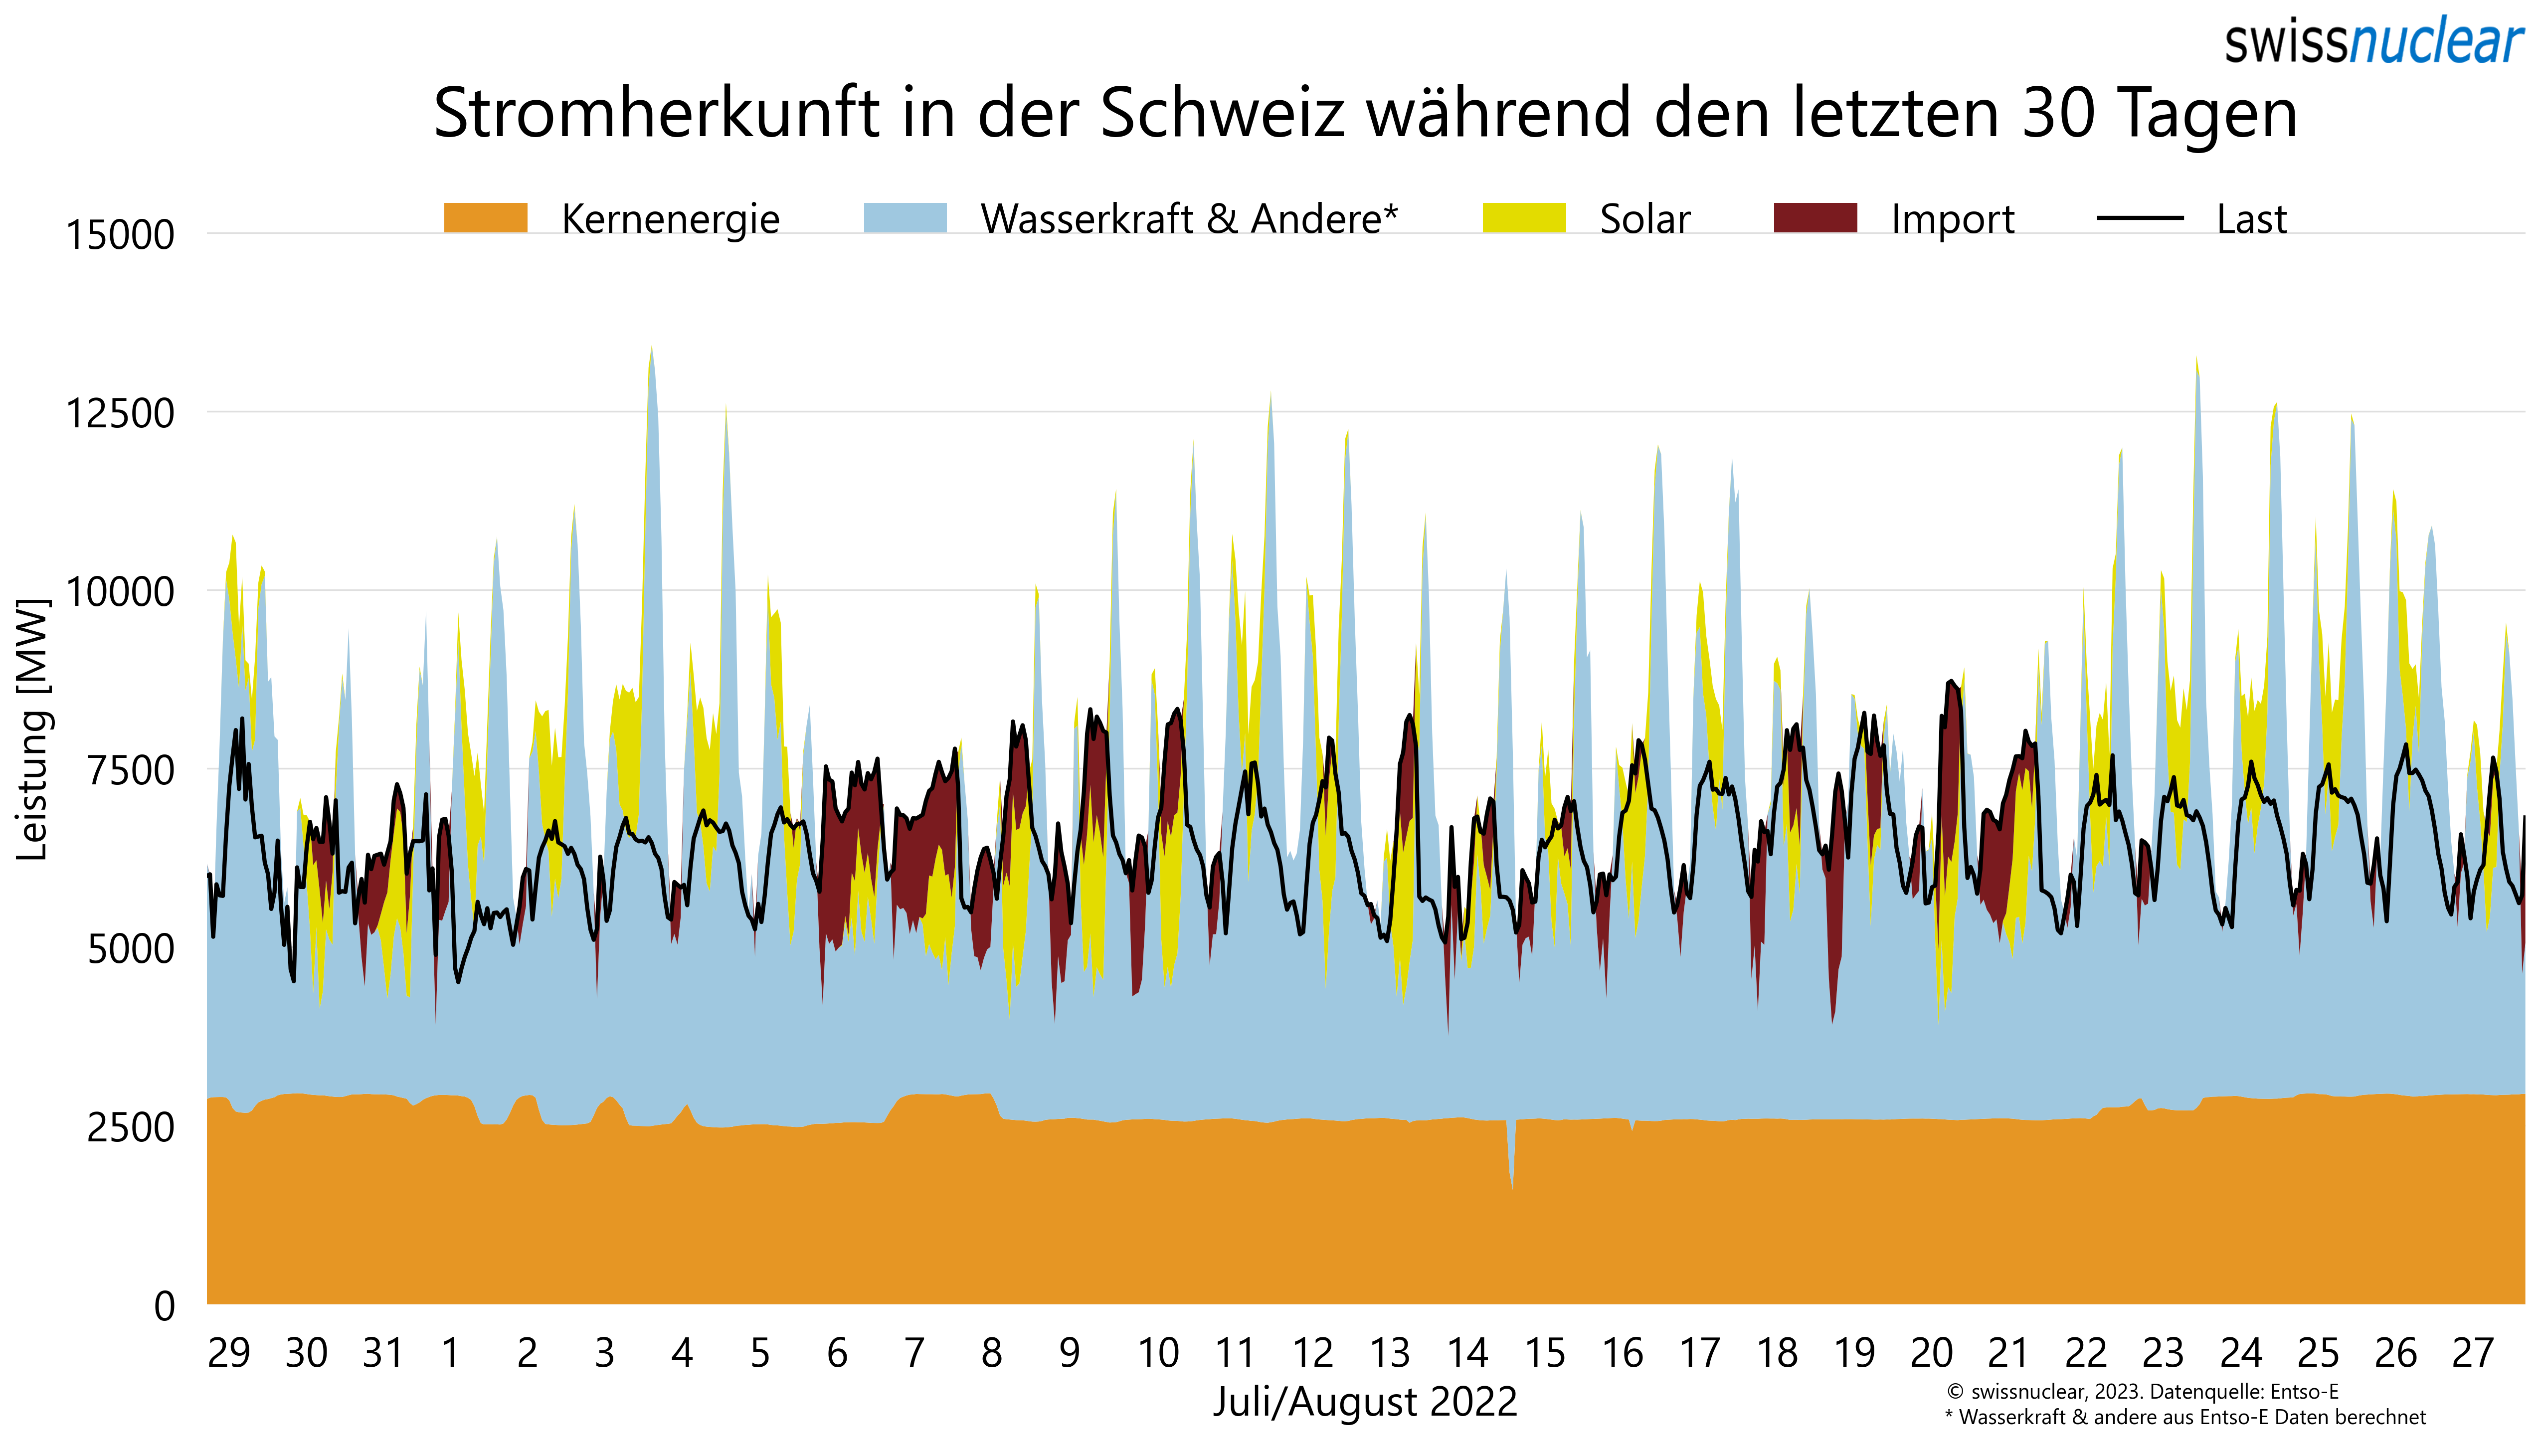 swissnuclear
Stromherkunft in der Schweiz während den letzten 30 Tagen
Kernenergie Wasserkraft & Andere* Solar Import Last
15000
12500
10000
7500
5000
2500
0
Leistung [MW]
29 30 31 1 2 3 4 5 6 7 8 9 10 11 12 13 14 15 16 17 18 19 20 21 22 23 24 25 26 27
Juli/August 2022
© swissnuclear, 2023. Datenquelle: Entso-E
* Wasserkraft & andere aus Entso-E Daten berechnet